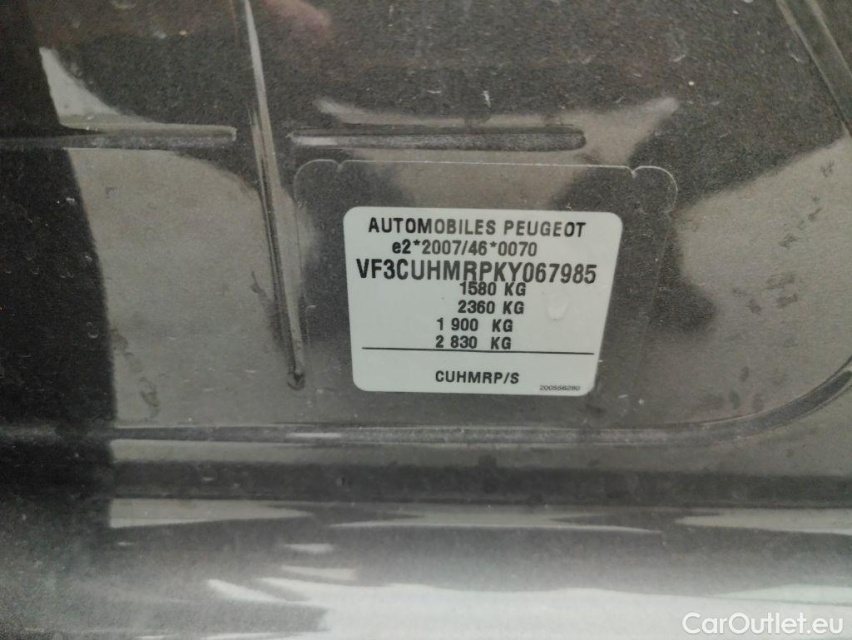 AUTOMOBILES PEUGEOT
e2*2007/46*0070
VF3CUHMRPKY067985
1580 KG
2360 KG
1 900 KG
2 830 KG
CUHMRP/S
CarOutlet.eu